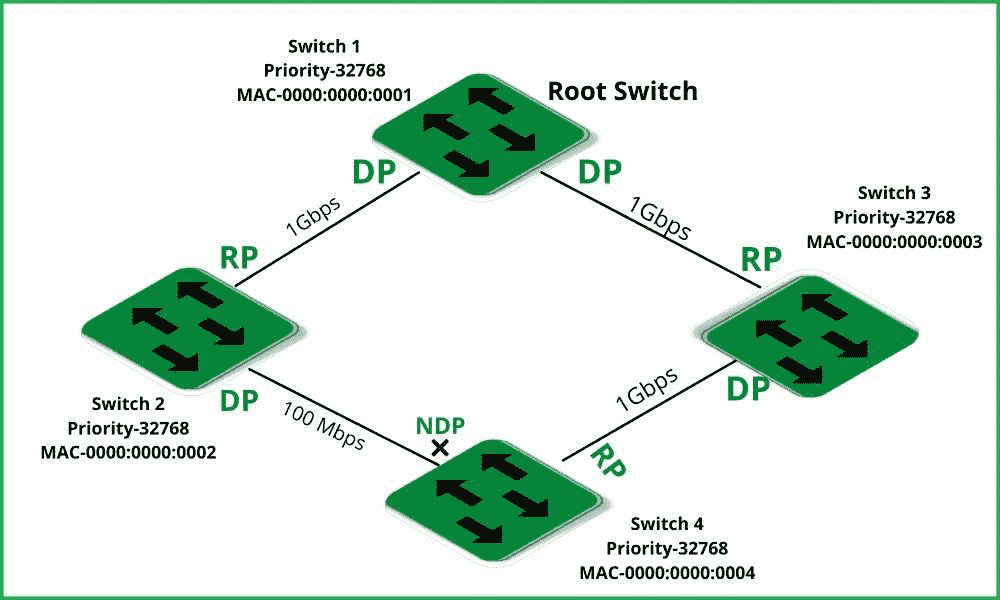 Switch 1
Priority-32768
MAC-0000:0000:0001
Root Switch
DP
DP
1Gbps
1Gbps
Switch 3
Priority-32768
MAC-0000:0000:0003
RP
RP
DP
DP
Switch 2
Priority-32768
MAC-0000:0000:0002
100 Mbps
1Gbps
NDP
RP
Switch 4
Priority-32768
MAC-0000:0000:0004